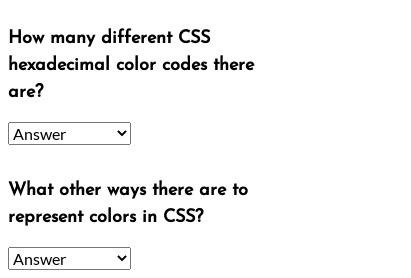 How many different CSS
hexadecimal color codes there
are?
Answer
What other ways there are to
represent colors in CSS?
Answer